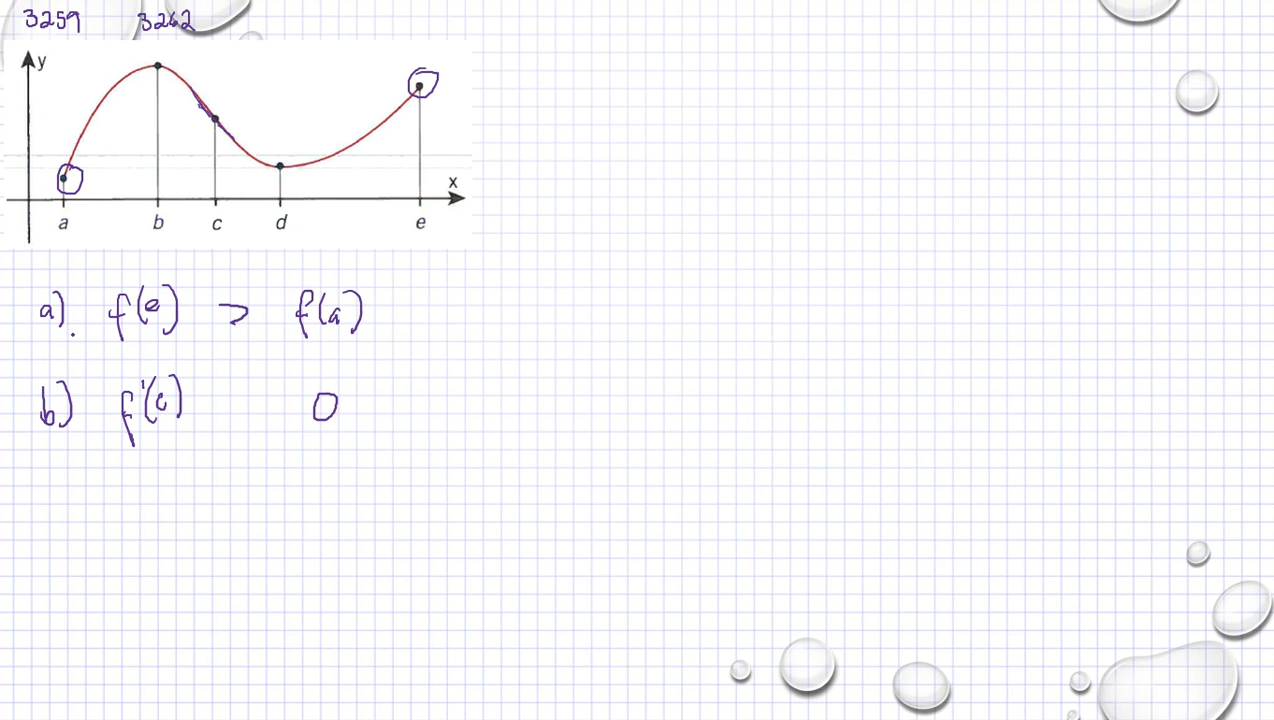 3259 3262
y
x
a b c d e
a). f(e) > f(a)
b) f'(c) 0